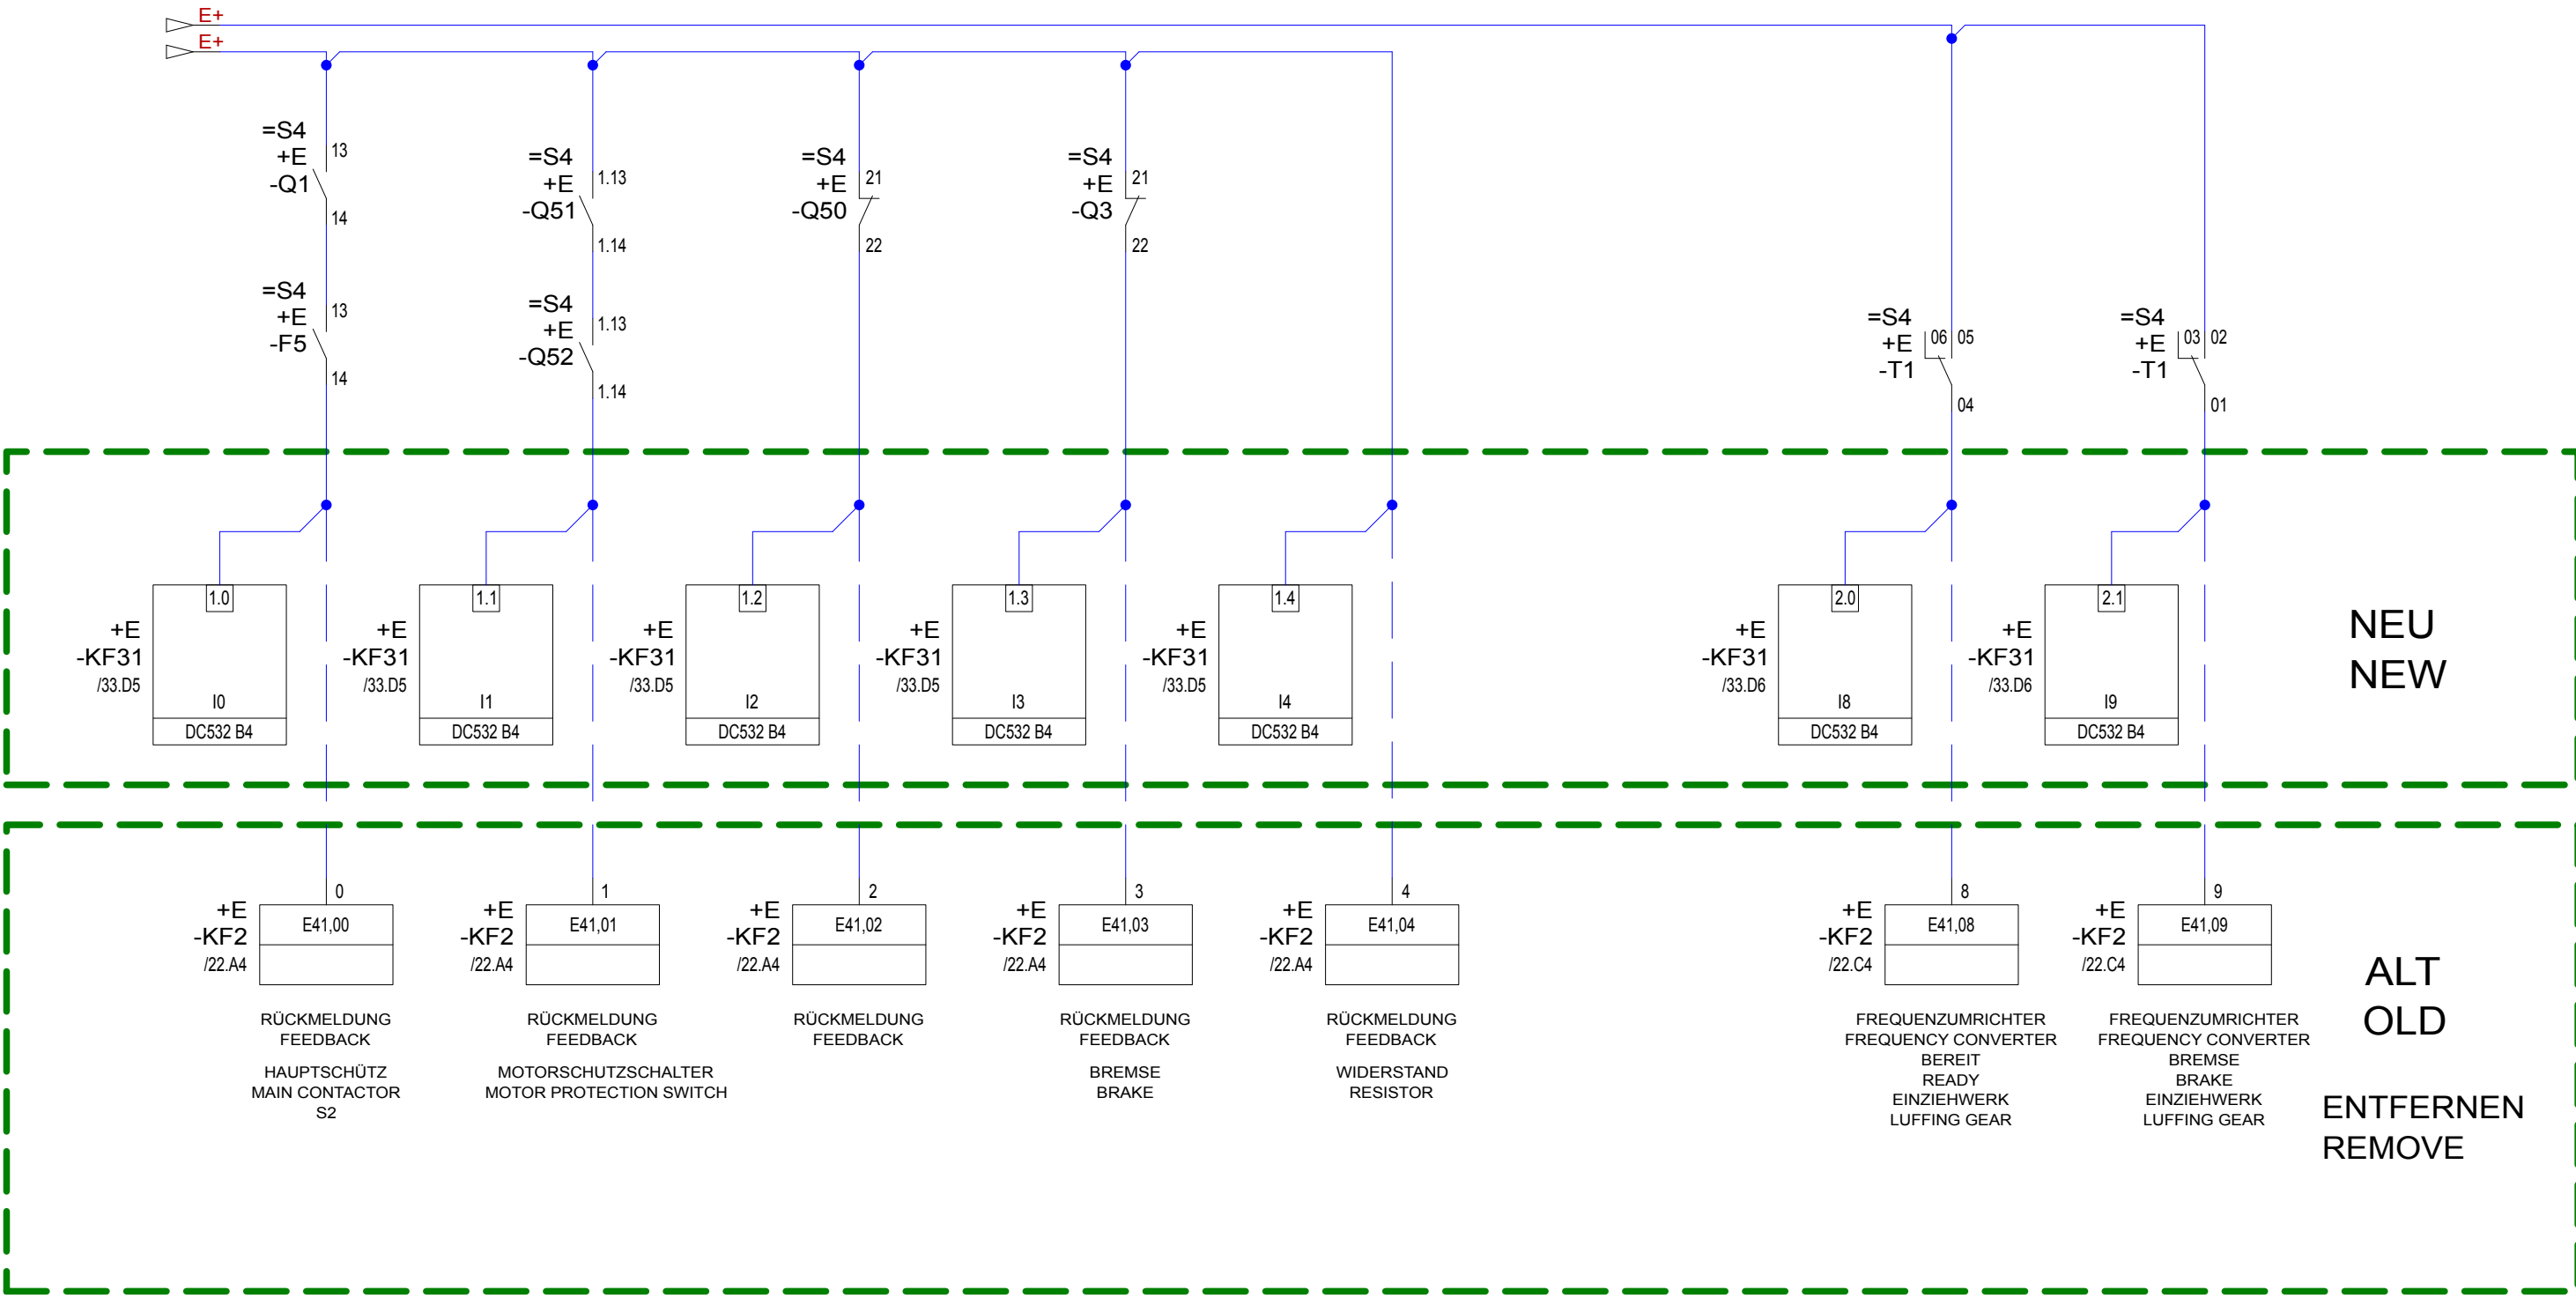 E+
E+
=S4
+E
-Q1
13
14
=S4
+E
-Q51
1.13
1.14
=S4
+E
-Q50
21
22
=S4
+E
-Q3
21
22
=S4
+E
-F5
13
14
=S4
+E
-Q52
1.13
1.14
=S4
+E
-T1
06 05
04
=S4
+E
-T1
03 02
01
1.0
+E
-KF31
/33.D5
I0
DC532 B4
1.1
+E
-KF31
/33.D5
I1
DC532 B4
1.2
+E
-KF31
/33.D5
I2
DC532 B4
1.3
+E
-KF31
/33.D5
I3
DC532 B4
1.4
+E
-KF31
/33.D5
I4
DC532 B4
2.0
+E
-KF31
/33.D6
I8
DC532 B4
2.1
+E
-KF31
/33.D6
I9
DC532 B4
NEU
NEW
0
+E
-KF2
/22.A4
E41,00
RÜCKMELDUNG
FEEDBACK
HAUPTSCHÜTZ
MAIN CONTACTOR
S2
1
+E
-KF2
/22.A4
E41,01
RÜCKMELDUNG
FEEDBACK
MOTORSCHUTZSCHALTER
MOTOR PROTECTION SWITCH
2
+E
-KF2
/22.A4
E41,02
RÜCKMELDUNG
FEEDBACK
3
+E
-KF2
/22.A4
E41,03
RÜCKMELDUNG
FEEDBACK
BREMSE
BRAKE
4
+E
-KF2
/22.A4
E41,04
RÜCKMELDUNG
FEEDBACK
WIDERSTAND
RESISTOR
8
+E
-KF2
/22.C4
E41,08
FREQUENZUMRICHTER
FREQUENCY CONVERTER
BEREIT
READY
EINZIEHWERK
LUFFING GEAR
9
+E
-KF2
/22.C4
E41,09
FREQUENZUMRICHTER
FREQUENCY CONVERTER
BREMSE
BRAKE
EINZIEHWERK
LUFFING GEAR
ALT
OLD
ENTFERNEN
REMOVE